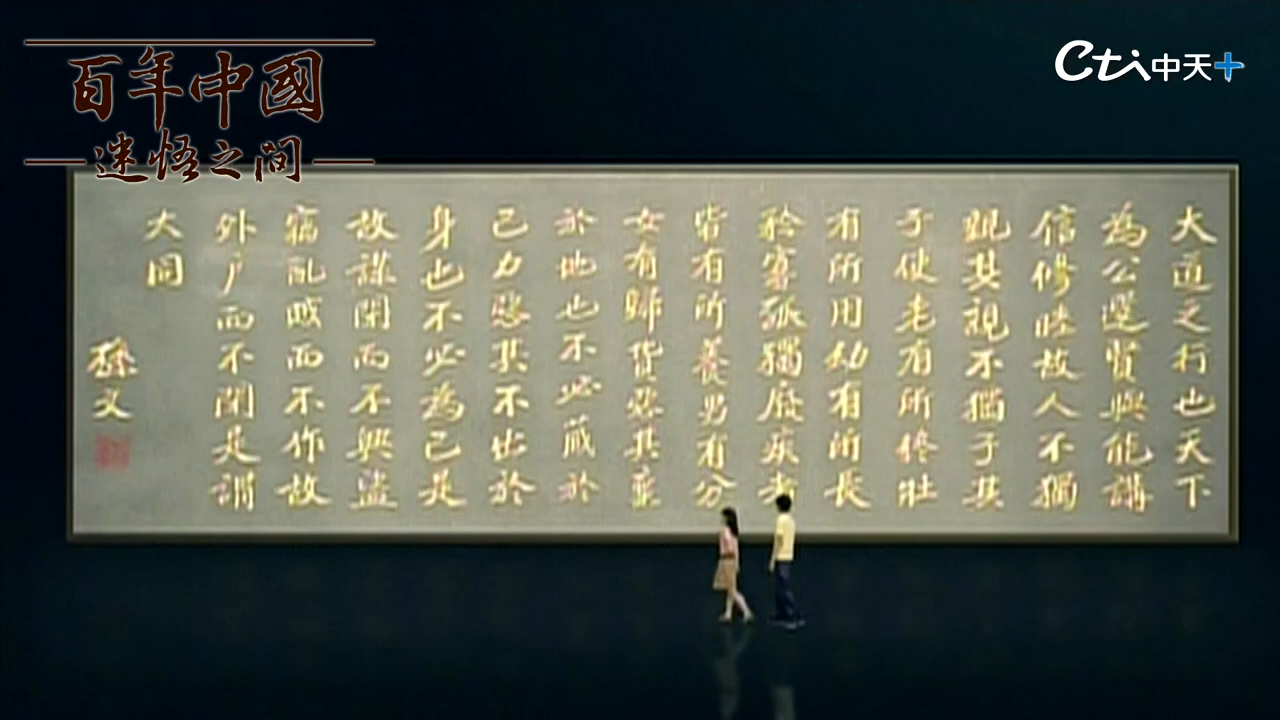 百年中國
迷悟之間
Cti中天+
大道之行也天下
為公選賢與能講
信修睦故人不獨
親其親不獨子其
子使老有所終壯
有所用幼有所長
矜寡孤獨廢疾者
皆有所養男有分
女有歸貨惡其棄
於地也不必藏於
己力惡其不出於
身也不必為己是
故謀閉而不興盜
竊亂賊而不作故
外戶而不閉是謂
大同
孫文